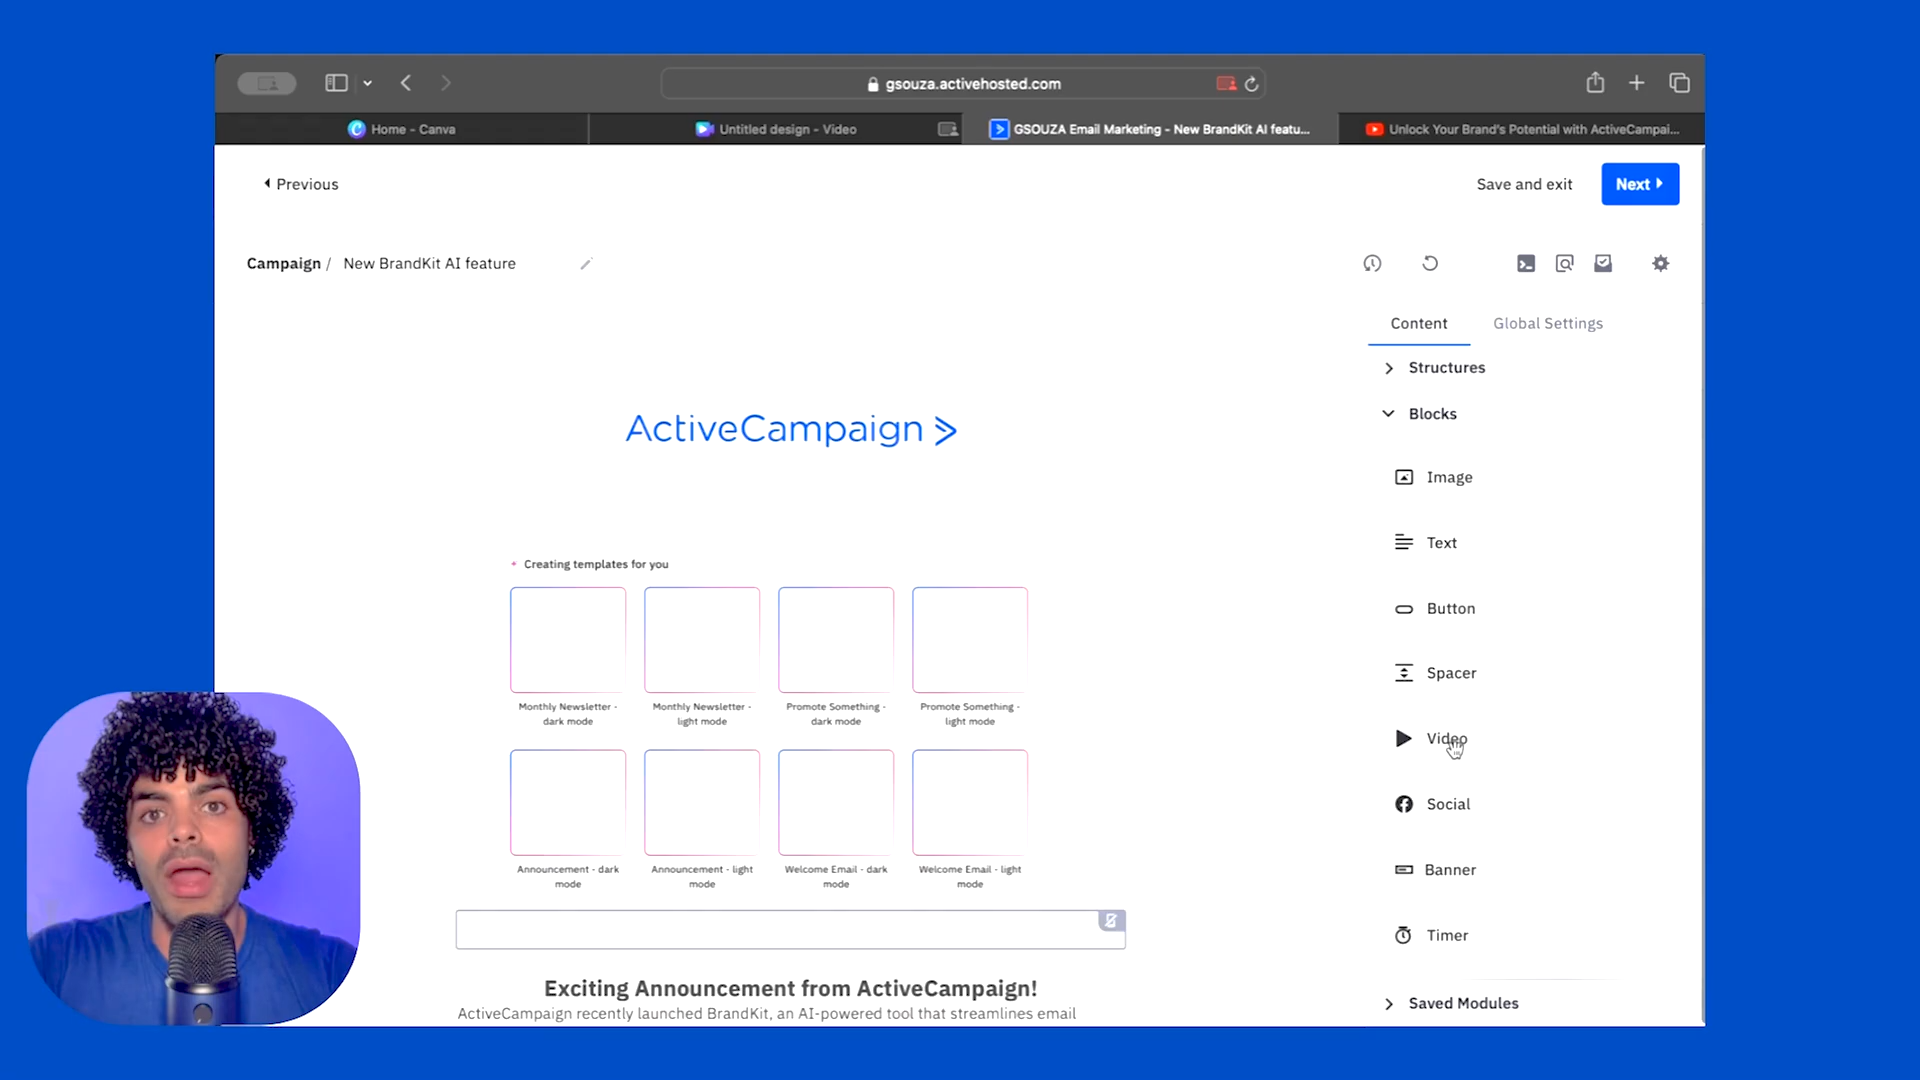 gsouza.activehosted.com
Home - Canva
Untitled design - Video
GSOUZA Email Marketing - New BrandKit AI featu...
Unlock Your Brand's Potential with ActiveCampai...
Previous
Save and exit
Next
Campaign / New BrandKit AI feature
Content
Global Settings
Structures
Blocks
ActiveCampaign >
Image
Text
Creating templates for you
Button
Spacer
Monthly Newsletter -
dark mode
Monthly Newsletter -
light mode
Promote Something -
dark mode
Promote Something -
light mode
Video
Social
Announcement - dark
mode
Announcement - light
mode
Welcome Email - dark
mode
Welcome Email - light
mode
Banner
Timer
Exciting Announcement from ActiveCampaign!
ActiveCampaign recently launched BrandKit, an AI-powered tool that streamlines email
Saved Modules